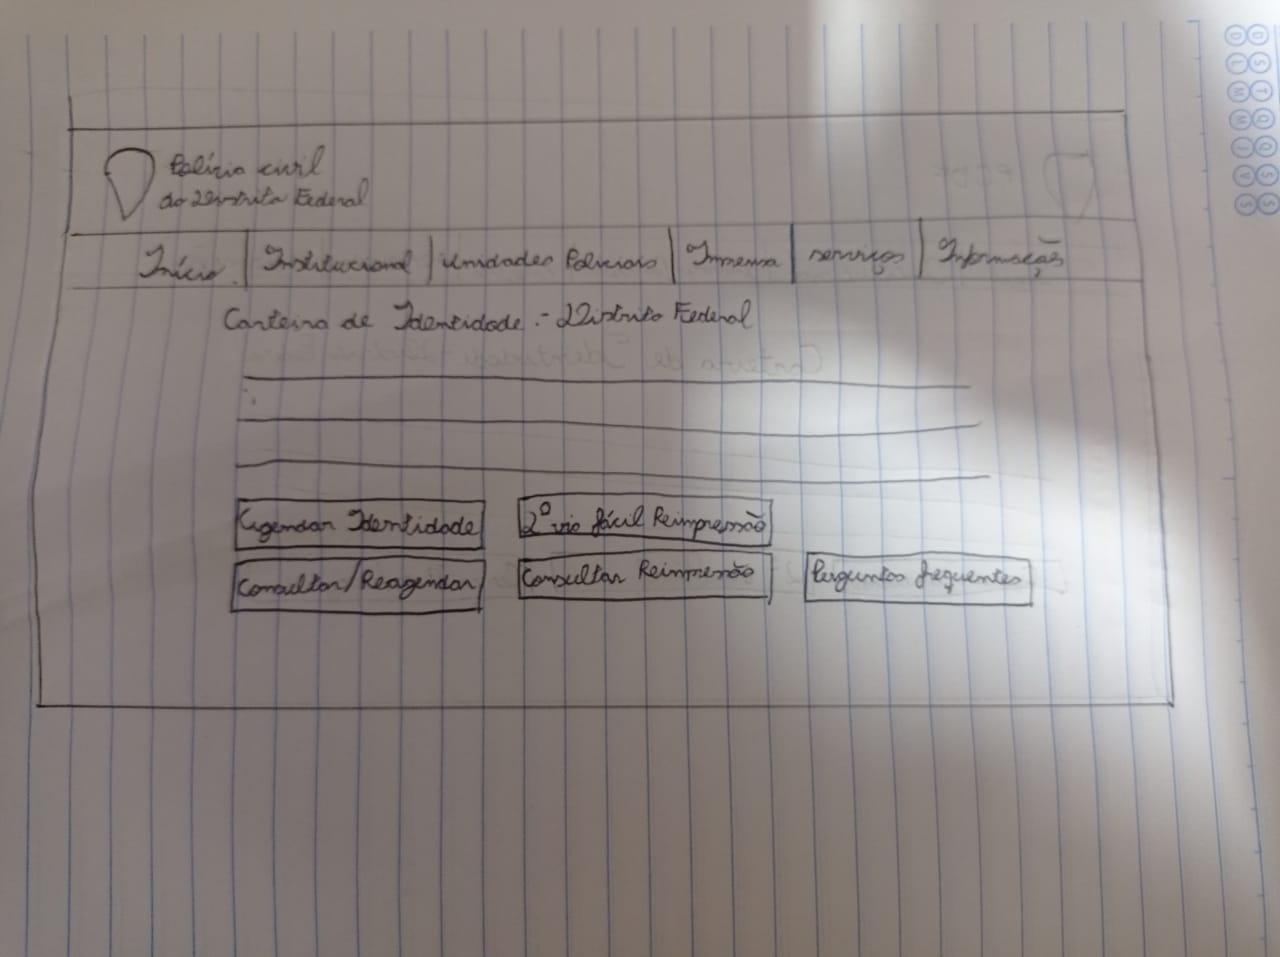 Polícia civil
do Distrito Federal
Início Institucional unidades Policiais Imprensa serviços Informação
Carteira de Identidade - Distrito Federal
Agendar Identidade 2º via fácil Reimpressão
Consultar/Reagendar Consultar Reimpressão Perguntas frequentes
D S T Q Q S S
D L M M J V S